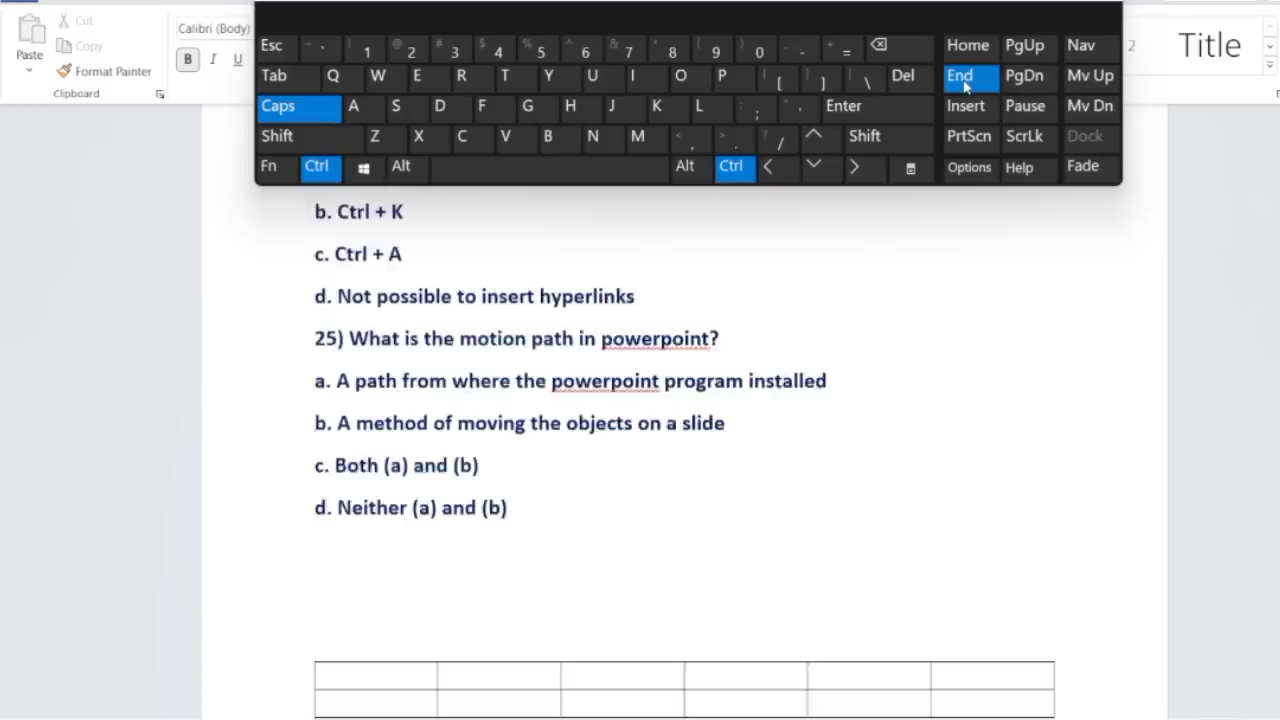 Cut
Copy
Paste
Format Painter
Clipboard
Calibri (Body)
B I U
2
Title
Esc ~ ` ! 1 @ 2 # 3 $ 4 % 5 ^ 6 & 7 * 8 ( 9 ) 0 _ - + = Home PgUp Nav
Tab Q W E R T Y U I O P { [ } ] | \ Del End PgDn Mv Up
Caps A S D F G H J K L : ; " ' Enter Insert Pause Mv Dn
Shift Z X C V B N M < , > . ? / Shift PrtScn ScrLk Dock
Fn Ctrl Alt Alt Ctrl Options Help Fade
b. Ctrl + K
c. Ctrl + A
d. Not possible to insert hyperlinks
25) What is the motion path in powerpoint?
a. A path from where the powerpoint program installed
b. A method of moving the objects on a slide
c. Both (a) and (b)
d. Neither (a) and (b)